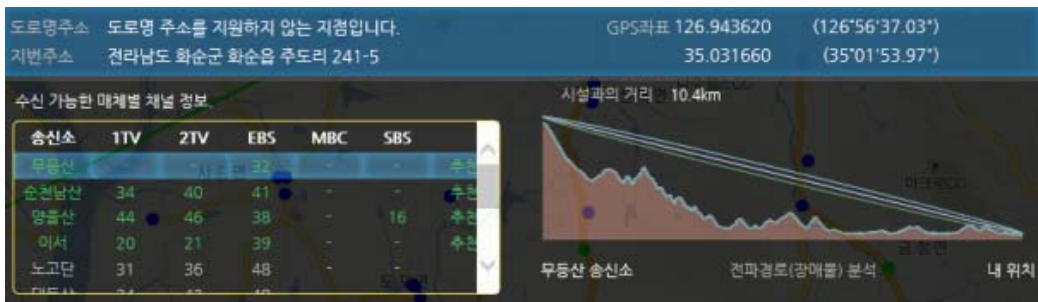 도로명주소 도로명 주소를 지원하지 않는 지점입니다. GPS좌표 126.943620 (126°56'37.03")
지번주소 전라남도 화순군 화순읍 주도리 241-5 35.031660 (35°01'53.97")
수신 가능한 매체별 채널 정보.
송신소 1TV 2TV EBS MBC SBS
무등산 - - 32 - - 추천
순천남산 34 40 41 - - 추천
양을산 44 46 38 - 16 추천
이서 20 21 39 - - 추천
노고단 31 36 48 - -
시설과의 거리 10.4km
무등산 송신소 전파경로(장애물) 분석 내 위치